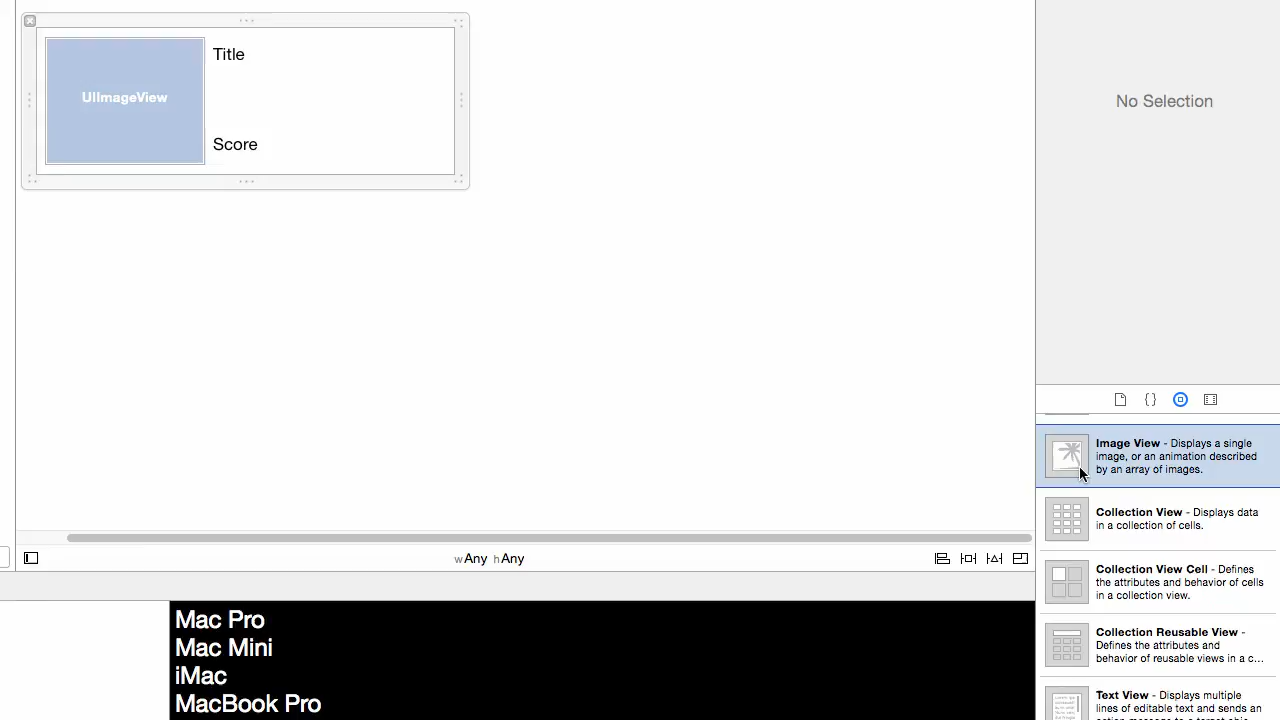 Title
UIImageView
Score
No Selection
Image View - Displays a single
image, or an animation described
by an array of images.
Collection View - Displays data
in a collection of cells.
Collection View Cell - Defines
the attributes and behavior of cells
in a collection view.
Collection Reusable View -
Defines the attributes and
behavior of reusable views in a c...
Text View - Displays multiple
lines of editable text and sends an
wAny hAny
Mac Pro
Mac Mini
iMac
MacBook Pro